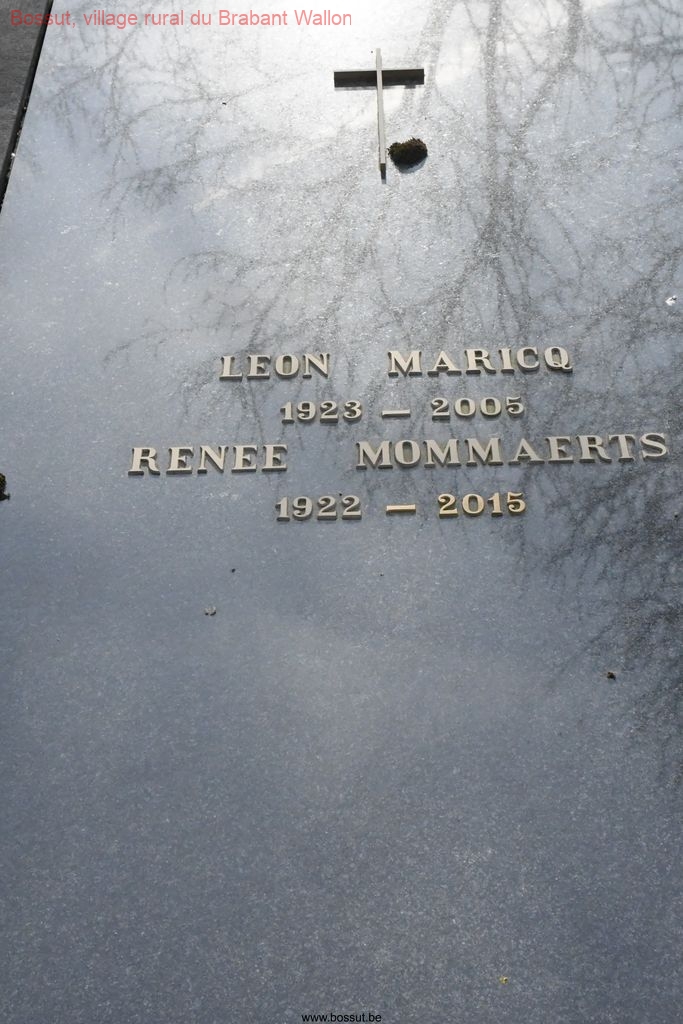 Bossut, village rural du Brabant Wallon
LEON MARICQ
1923 — 2005
RENEE MOMMAERTS
1922 — 2015
www.bossut.be